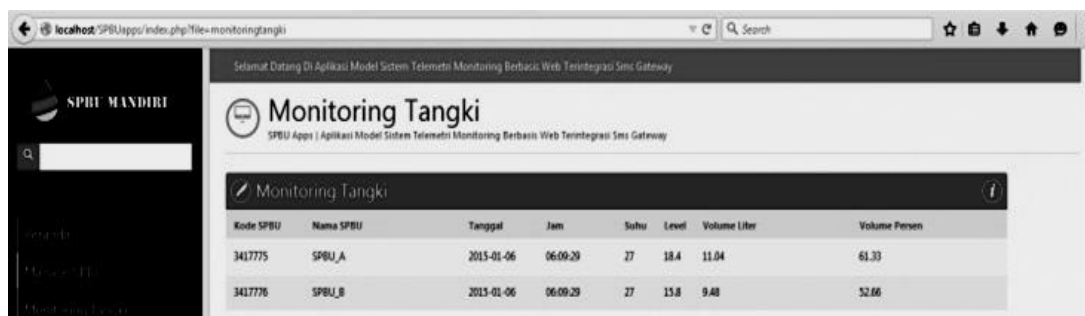 localhost/SPBUapps/index.php?file=monitoringtangki
Search
SPBU MANDIRI
Selamat Datang Di Aplikasi Model Sistem Telemetri Monitoring Berbasis Web Terintegrasi Sms Gateway
Monitoring Tangki
SPBU Apps | Aplikasi Model Sistem Telemetri Monitoring Berbasis Web Terintegrasi Sms Gateway
Monitoring Tangki
Kode SPBU Nama SPBU Tanggal Jam Suhu Level Volume Liter Volume Persen
3417775 SPBU_A 2015-01-06 06:09:29 27 18.4 11.04 61.33
3417776 SPBU_B 2015-01-06 06:09:29 27 15.8 9.48 52.66
Beranda
Monitoring Tangki